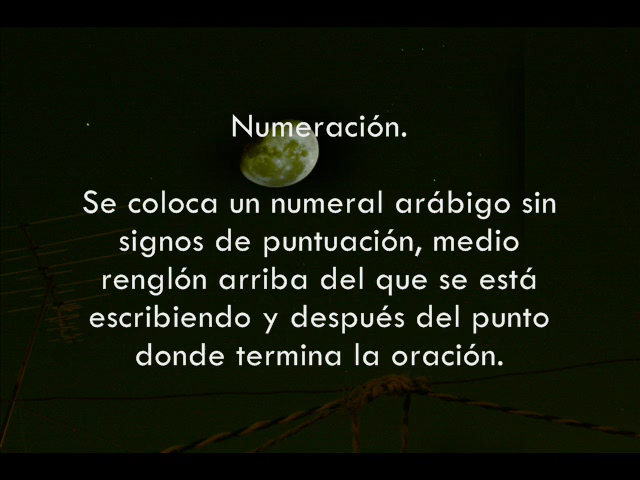 Numeración.
Se coloca un numeral arábigo sin
signos de puntuación, medio
renglón arriba del que se está
escribiendo y después del punto
donde termina la oración.